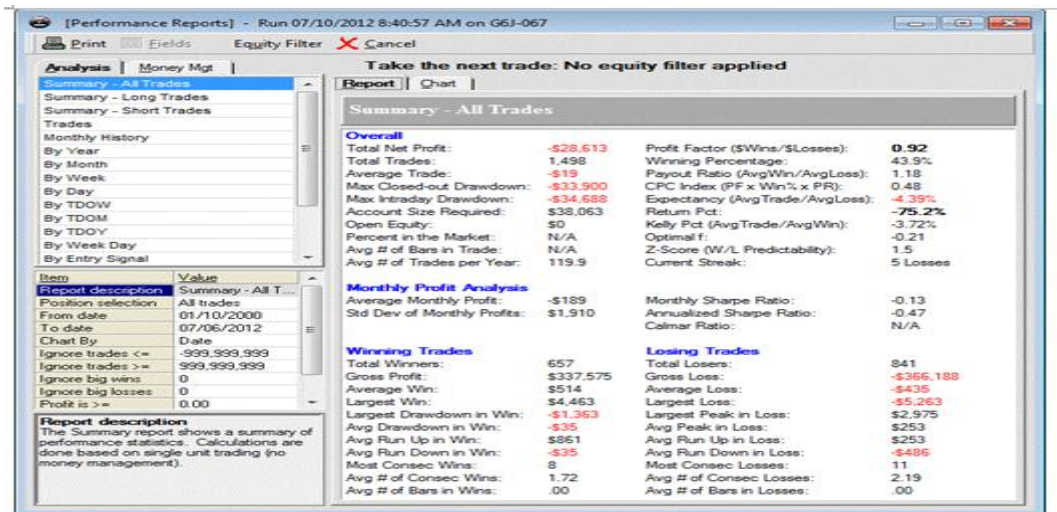 [Performance Reports] - Run 07/10/2012 8:40:57 AM on G6J-067
Print Fields Equity Filter Cancel
Analysis Money Mgt Take the next trade: No equity filter applied
Summary - All Trades
Summary - Long Trades
Summary - Short Trades
Trades
Monthly History
By Year
By Month
By Week
By Day
By TDOW
By TDOM
By TDOY
By Week Day
By Entry Signal
Item Value
Report description Summary - All T...
Position selection All trades
From date 01/10/2000
To date 07/06/2012
Chart By Date
Ignore trades <= -999,999,999
Ignore trades >= 999,999,999
Ignore big wins 0
Ignore big losses 0
Profit is >= 0.00
Report description
The Summary report shows a summary of
performance statistics. Calculations are
done based on single unit trading (no
money management).
Report Chart
Summary - All Trades
Overall
Total Net Profit: -$28,613 Profit Factor ($Wins/$Losses): 0.92
Total Trades: 1,498 Winning Percentage: 43.9%
Average Trade: -$19 Payout Ratio (AvgWin/AvgLoss): 1.18
Max Closed-out Drawdown: -$33,900 CPC Index (PF x Win% x PR): 0.48
Max Intraday Drawdown: -$34,688 Expectancy (AvgTrade/AvgLoss): -4.39%
Account Size Required: $38,063 Return Pct: -75.2%
Open Equity: $0 Kelly Pct (AvgTrade/AvgWin): -3.72%
Percent in the Market: N/A Optimal f: -0.21
Avg # of Bars in Trade: N/A Z-Score (W/L Predictability): 1.5
Avg # of Trades per Year: 119.9 Current Streak: 5 Losses
Monthly Profit Analysis
Average Monthly Profit: -$189 Monthly Sharpe Ratio: -0.13
Std Dev of Monthly Profits: $1,910 Annualized Sharpe Ratio: -0.47
Calmar Ratio: N/A
Winning Trades Losing Trades
Total Winners: 657 Total Losers: 841
Gross Profit: $337,575 Gross Loss: -$366,188
Average Win: $514 Average Loss: -$435
Largest Win: $4,463 Largest Loss: -$5,263
Largest Drawdown in Win: -$1,363 Largest Peak in Loss: $2,975
Avg Drawdown in Win: -$35 Avg Peak in Loss: $253
Avg Run Up in Win: $861 Avg Run Up in Loss: $253
Avg Run Down in Win: -$35 Avg Run Down in Loss: -$486
Most Consec Wins: 8 Most Consec Losses: 11
Avg # of Consec Wins: 1.72 Avg # of Consec Losses: 2.19
Avg # of Bars in Wins: .00 Avg # of Bars in Losses: .00